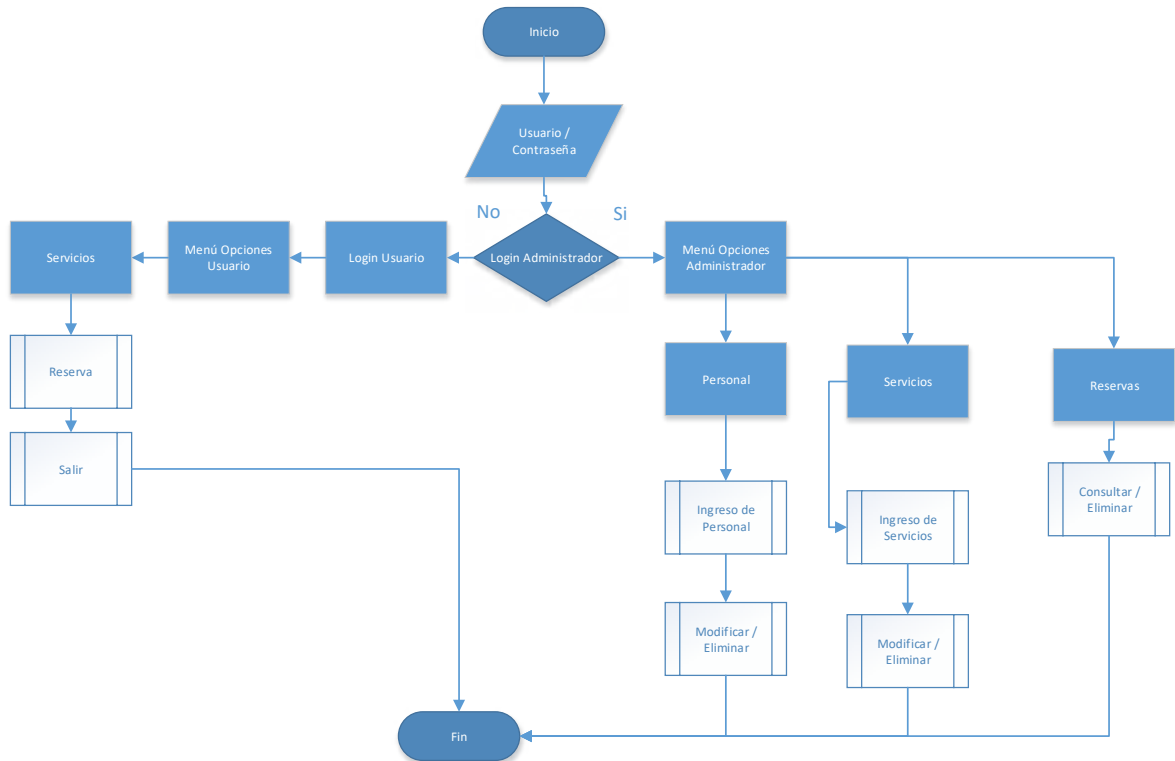 Inicio
Usuario /
Contraseña
No
Si
Servicios
Menú Opciones
Usuario
Login Usuario
Login Administrador
Menú Opciones
Administrador
Reserva
Personal
Servicios
Reservas
Salir
Ingreso de
Personal
Ingreso de
Servicios
Consultar /
Eliminar
Modificar /
Eliminar
Modificar /
Eliminar
Fin